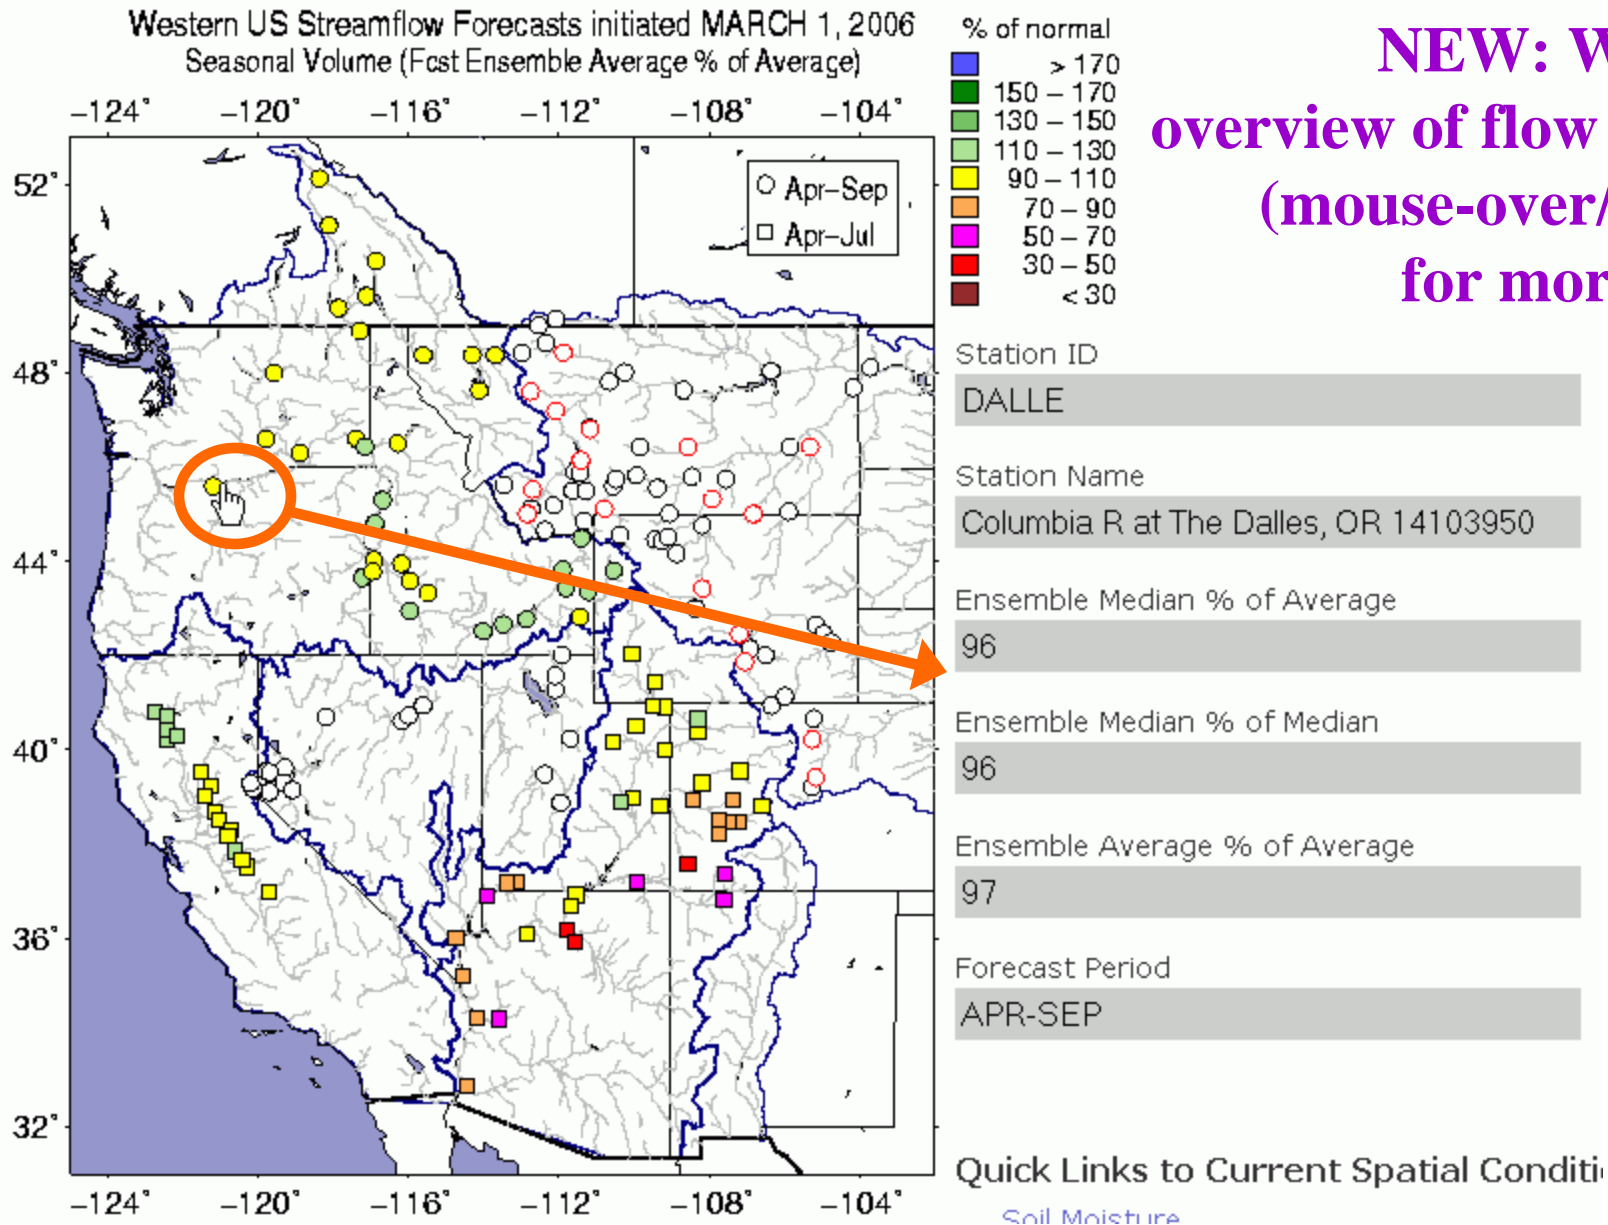 Western US Streamflow Forecasts initiated MARCH 1, 2006
Seasonal Volume (Fcst Ensemble Average % of Average)
−124° −120° −116° −112° −108° −104°
52°
48°
44°
40°
36°
32°
−124° −120° −116° −112° −108° −104°
Apr−Sep
Apr−Jul
% of normal
> 170
150 − 170
130 − 150
110 − 130
90 − 110
70 − 90
50 − 70
30 − 50
< 30
NEW: W
overview of flow
(mouse-over/
for mor
Station ID
DALLE
Station Name
Columbia R at The Dalles, OR 14103950
Ensemble Median % of Average
96
Ensemble Median % of Median
96
Ensemble Average % of Average
97
Forecast Period
APR-SEP
Quick Links to Current Spatial Conditi
Soil Moisture